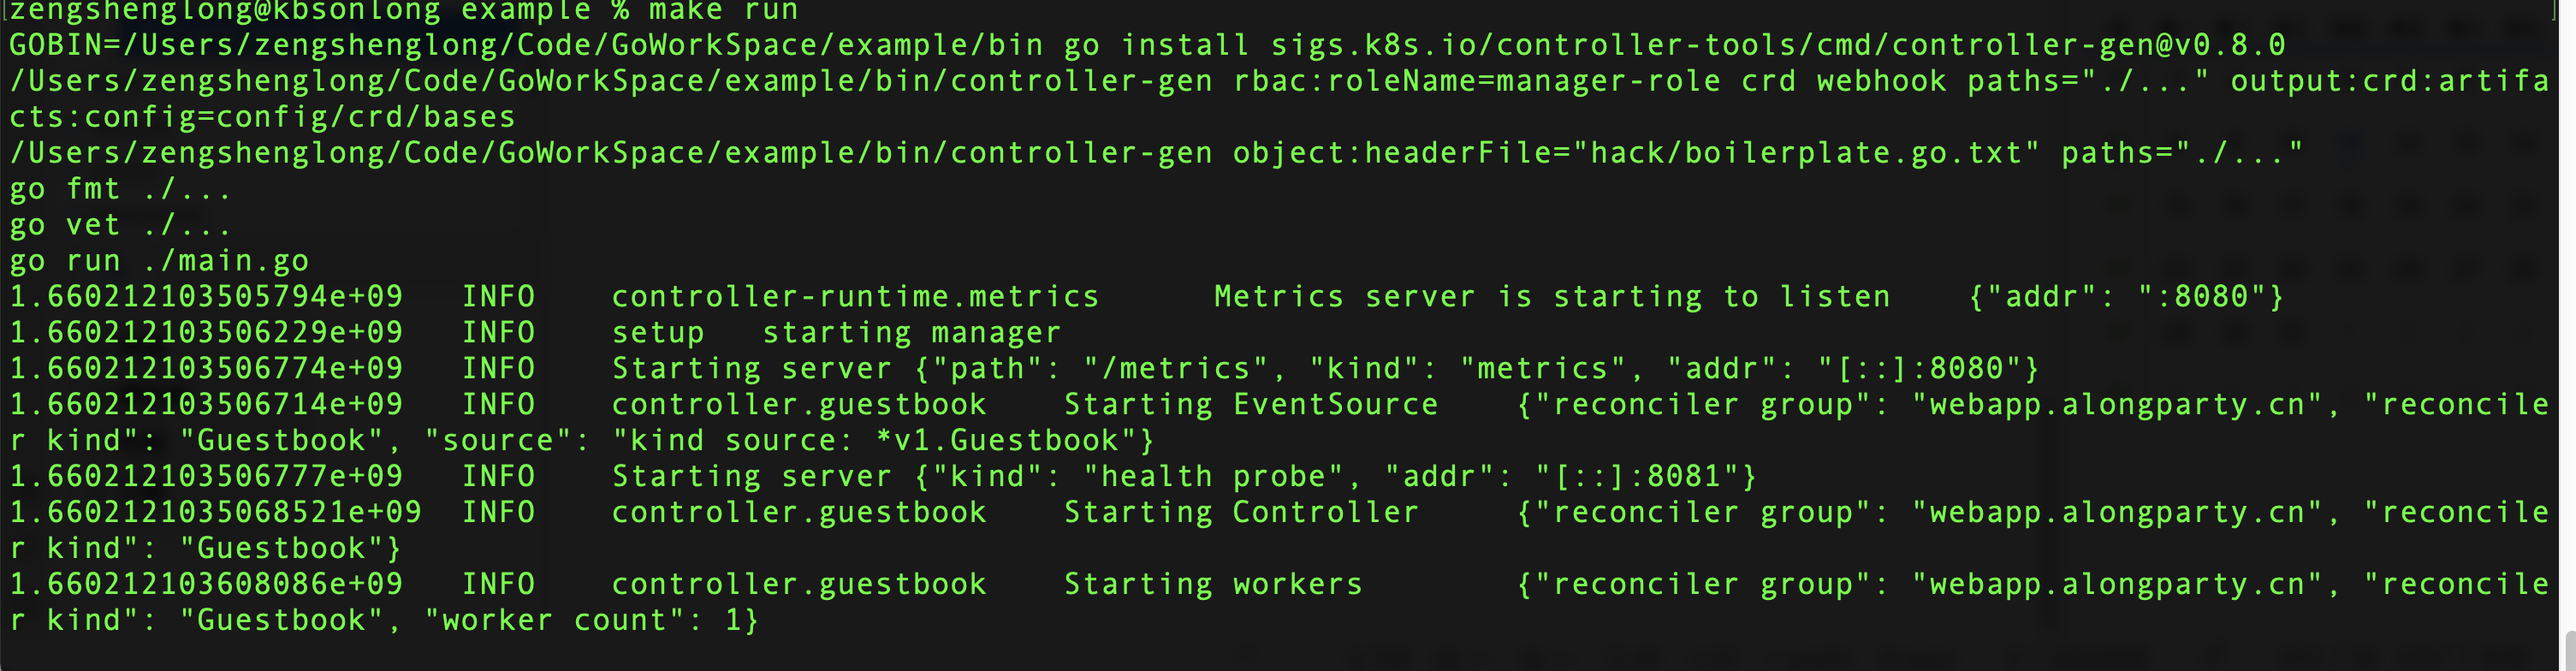 zengshenglong@kbsonlong example % make run
GOBIN=/Users/zengshenglong/Code/GoWorkSpace/example/bin go install sigs.k8s.io/controller-tools/cmd/controller-gen@v0.8.0
/Users/zengshenglong/Code/GoWorkSpace/example/bin/controller-gen rbac:roleName=manager-role crd webhook paths="./..." output:crd:artifa
cts:config=config/crd/bases
/Users/zengshenglong/Code/GoWorkSpace/example/bin/controller-gen object:headerFile="hack/boilerplate.go.txt" paths="./..."
go fmt ./...
go vet ./...
go run ./main.go
1.660212103505794e+09 INFO controller-runtime.metrics Metrics server is starting to listen {"addr": ":8080"}
1.660212103506229e+09 INFO setup starting manager
1.660212103506774e+09 INFO Starting server {"path": "/metrics", "kind": "metrics", "addr": "[::]:8080"}
1.660212103506714e+09 INFO controller.guestbook Starting EventSource {"reconciler group": "webapp.alongparty.cn", "reconcile
r kind": "Guestbook", "source": "kind source: *v1.Guestbook"}
1.660212103506777e+09 INFO Starting server {"kind": "health probe", "addr": "[::]:8081"}
1.6602121035068521e+09 INFO controller.guestbook Starting Controller {"reconciler group": "webapp.alongparty.cn", "reconcile
r kind": "Guestbook"}
1.660212103608086e+09 INFO controller.guestbook Starting workers {"reconciler group": "webapp.alongparty.cn", "reconcile
r kind": "Guestbook", "worker count": 1}